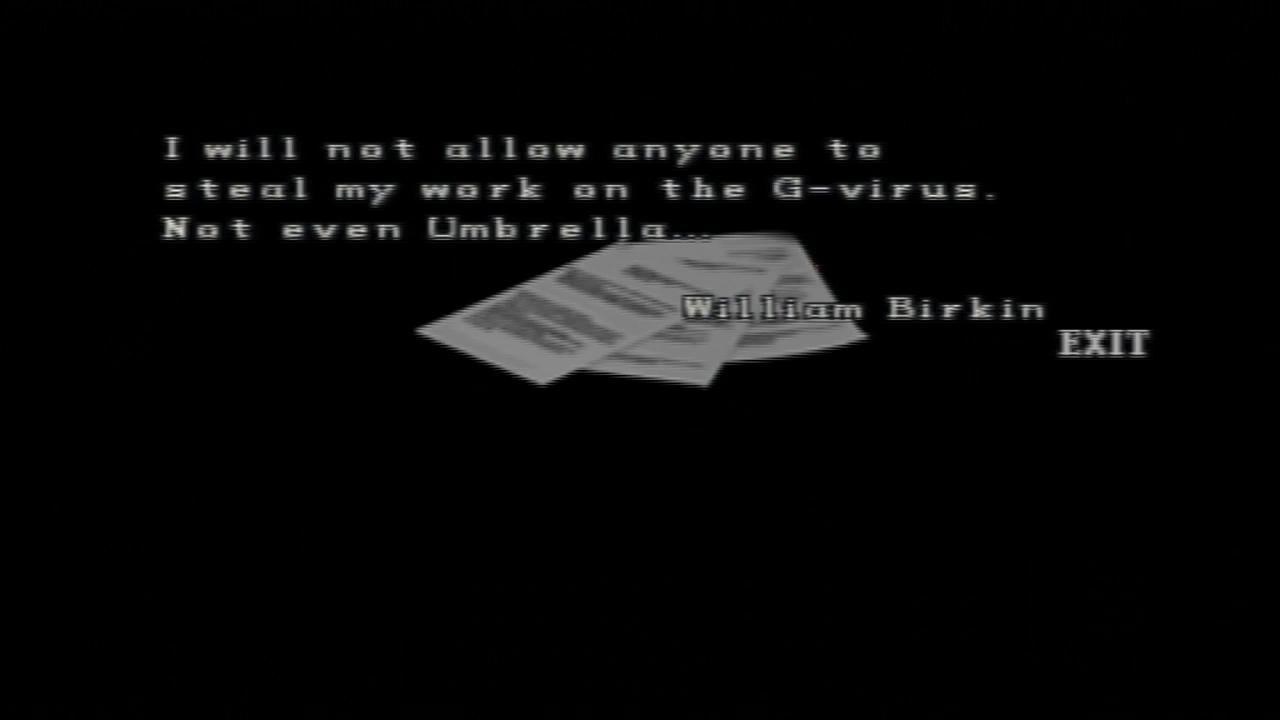 I will not allow anyone to
steal my work on the G-virus.
Not even Umbrella...
William Birkin
EXIT